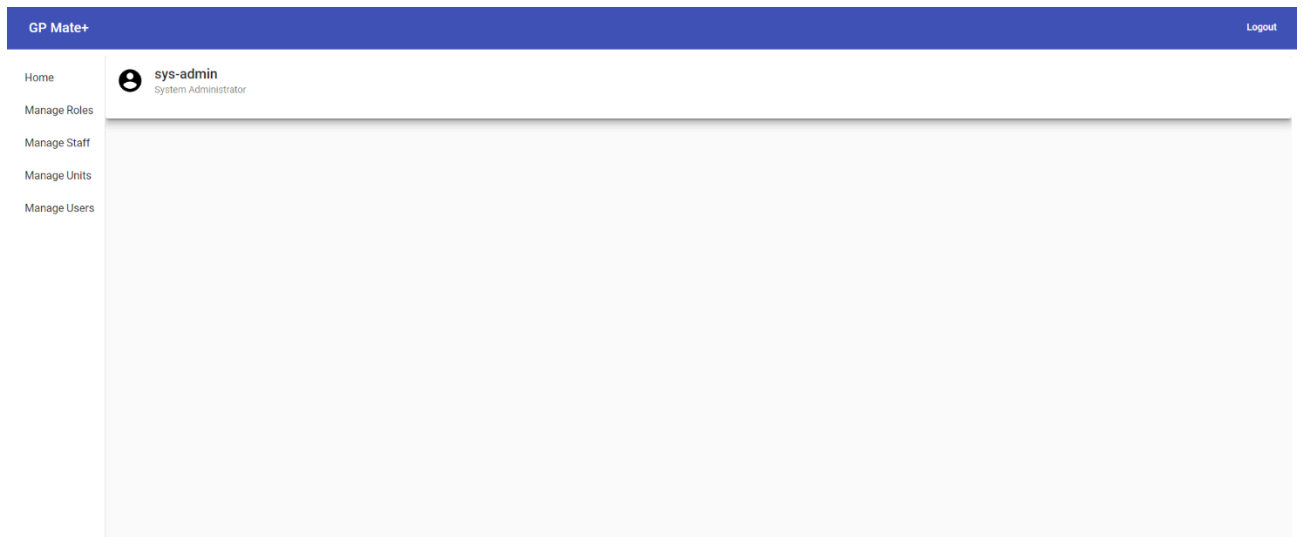 GP Mate+
Logout
Home
Manage Roles
Manage Staff
Manage Units
Manage Users
sys-admin
System Administrator